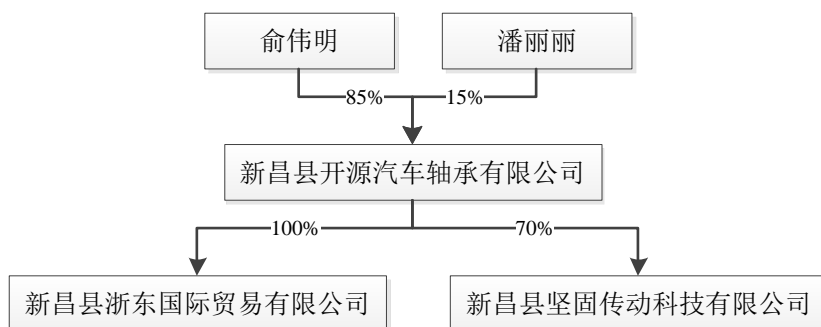 俞伟明
潘丽丽
85%
15%
新昌县开源汽车轴承有限公司
100%
70%
新昌县浙东国际贸易有限公司
新昌县坚固传动科技有限公司